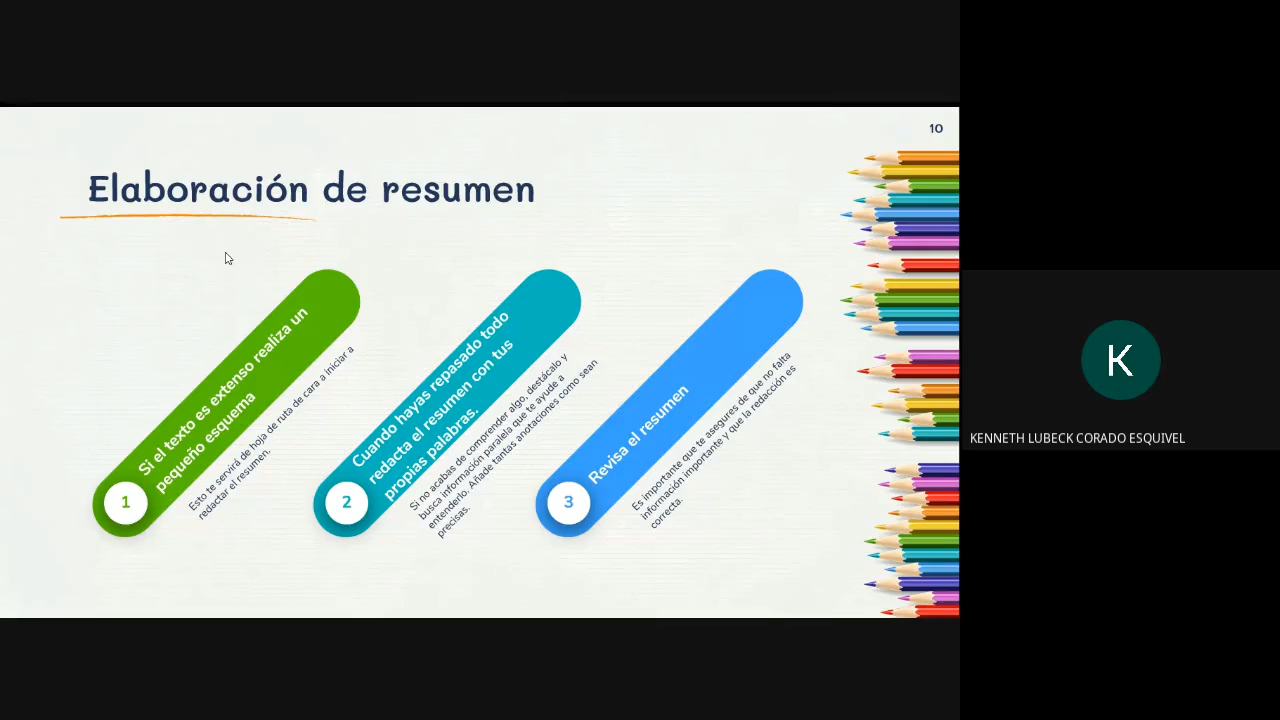 10
Elaboración de resumen
1
Si el texto es extenso realiza un
pequeño esquema
Esto te servirá de hoja de ruta de cara a iniciar a
redactar el resumen.
2
Cuando hayas repasado todo
redacta el resumen con tus
propias palabras.
Si no acabas de comprender algo, destácalo y
busca información paralela que te ayude a
entenderlo. Añade tantas anotaciones como sean
precisas.
3
Revisa el resumen
Es importante que te asegures de que no falta
información importante y que la redacción es
correcta.
K
KENNETH LUBECK CORADO ESQUIVEL